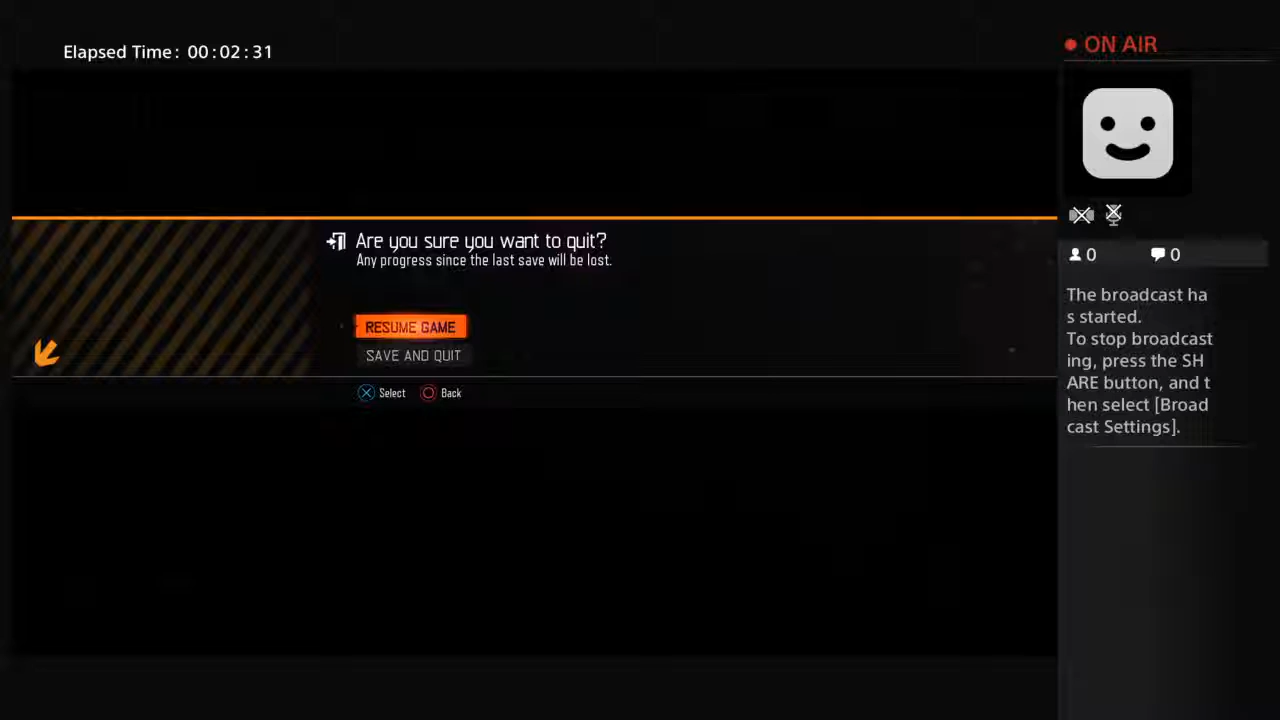 Elapsed Time: 00:02:31
ON AIR
Are you sure you want to quit?
Any progress since the last save will be lost.
RESUME GAME
SAVE AND QUIT
Select Back
0 0
The broadcast ha
s started.
To stop broadcast
ing, press the SH
ARE button, and t
hen select [Broad
cast Settings].